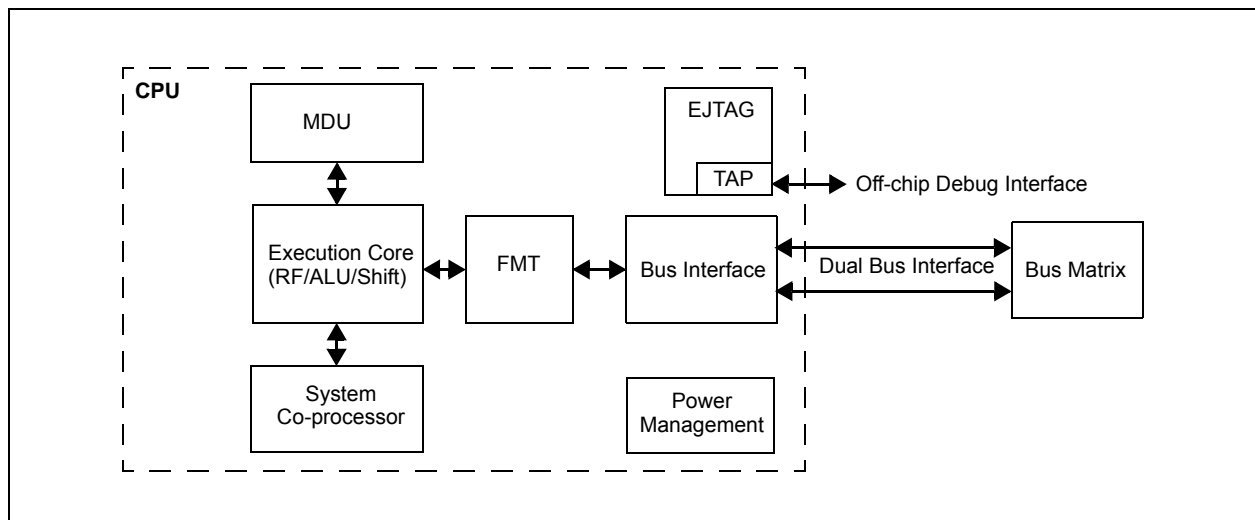 CPU
MDU
EJTAG
TAP
Off-chip Debug Interface
Execution Core
(RF/ALU/Shift)
FMT
Bus Interface
Dual Bus Interface
Bus Matrix
System
Co-processor
Power
Management